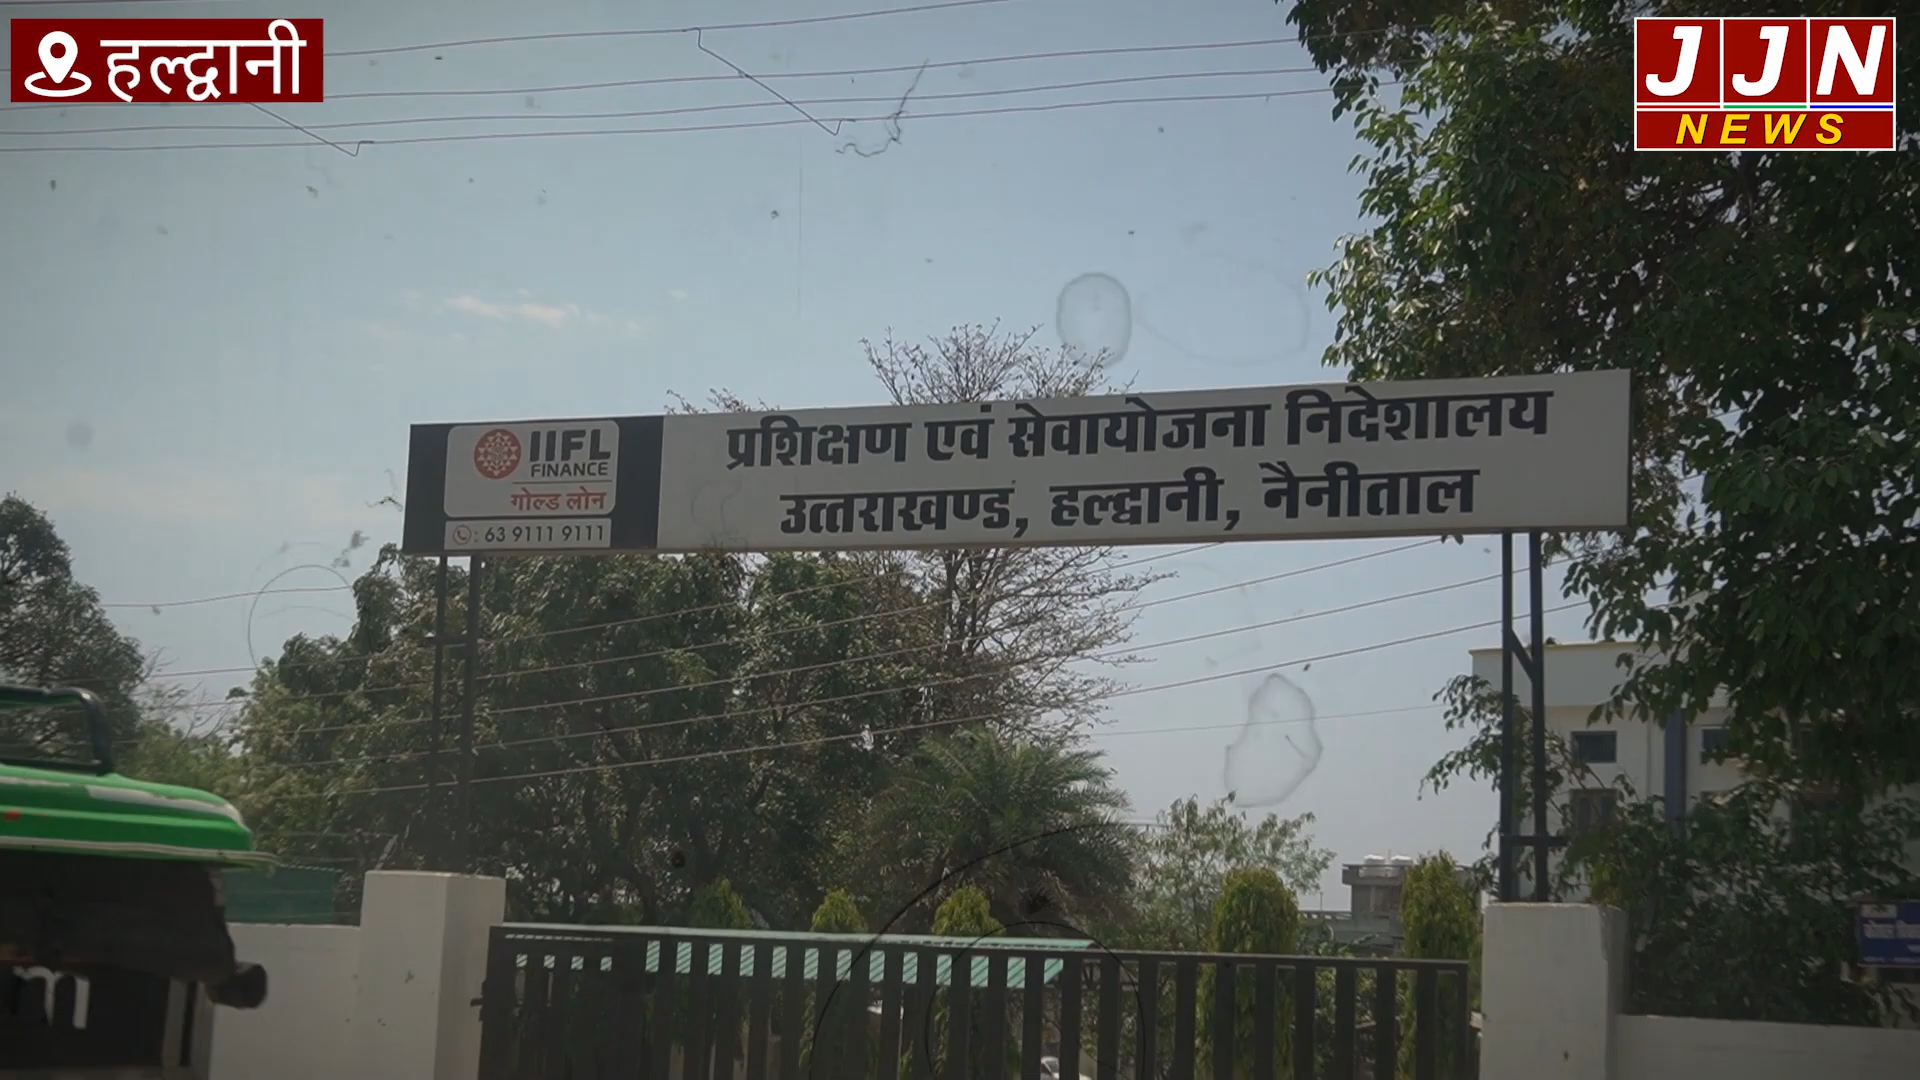 हल्द्वानी
JJN
NEWS
IIFL
FINANCE
गोल्ड लोन
: 63 9111 9111
प्रशिक्षण एवं सेवायोजना निदेशालय
उत्तराखण्ड, हल्द्वानी, नैनीताल